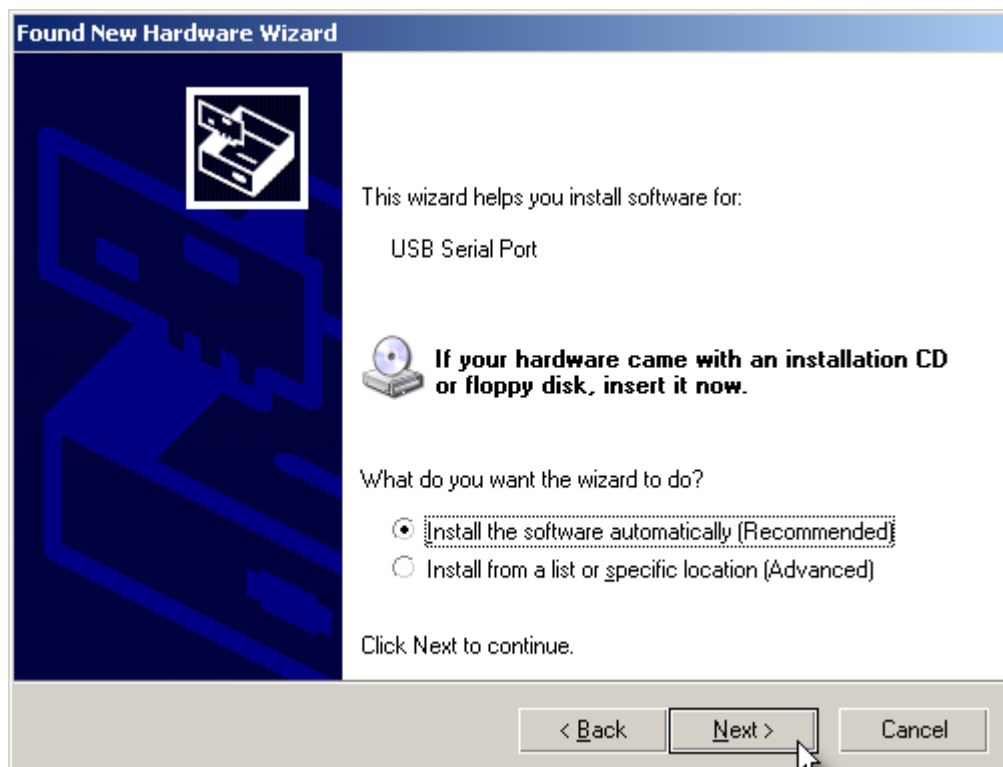 Found New Hardware Wizard
This wizard helps you install software for:
USB Serial Port
If your hardware came with an installation CD
or floppy disk, insert it now.
What do you want the wizard to do?
Install the software automatically (Recommended)
Install from a list or specific location (Advanced)
Click Next to continue.
< Back Next > Cancel